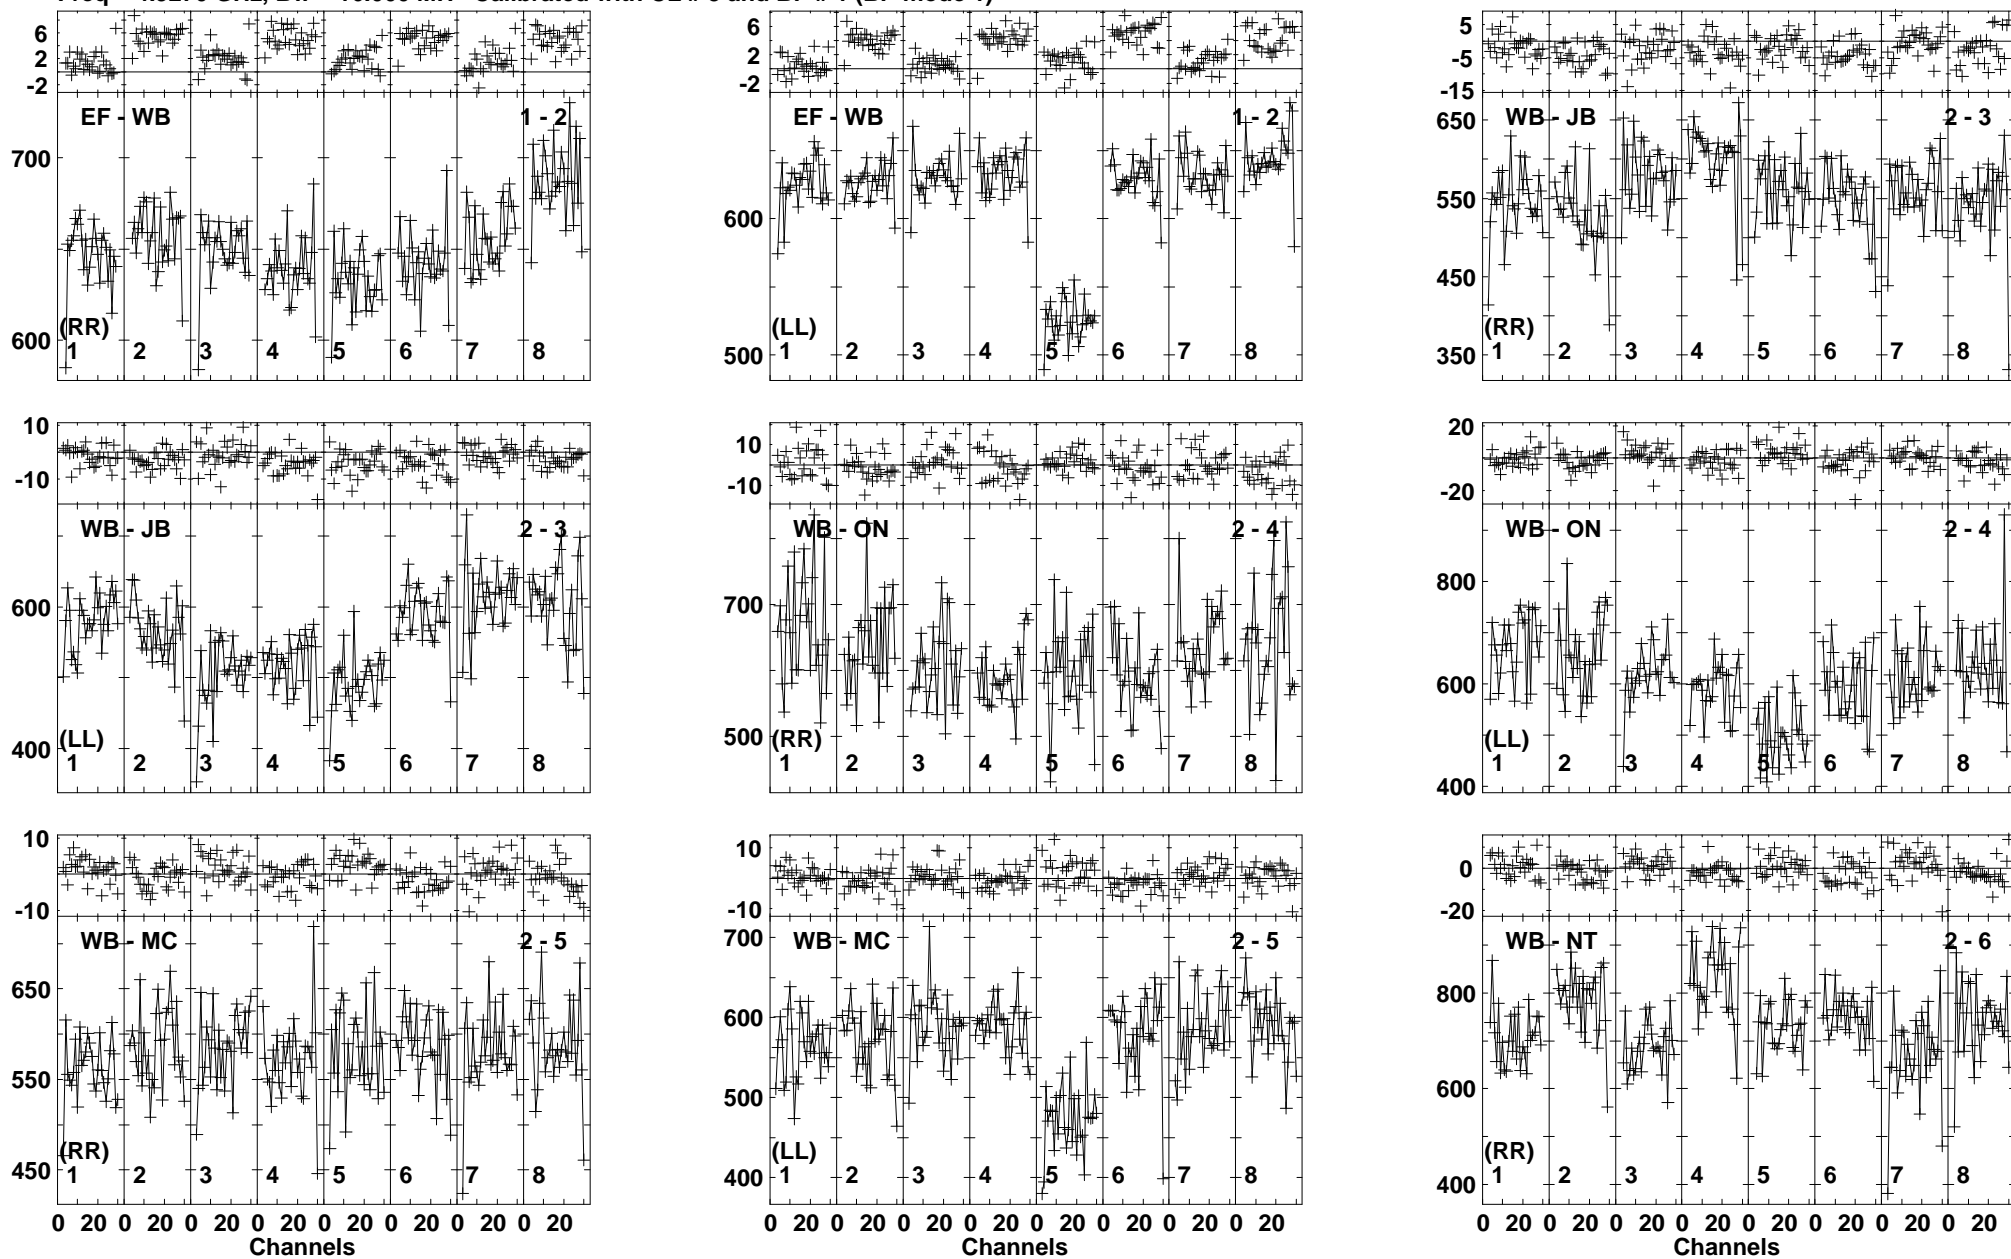 6 2 -2
EF - WB 1 - 2
700 600
(RR)
1 2 3 4 5 6 7 8
6 2 -2
EF - WB 1 - 2
600 500
(LL)
1 2 3 4 5 6 7 8
5 -5 -15
WB - JB 2 - 3
650 550 450 350
(RR)
1 2 3 4 5 6 7 8
10 -10
WB - JB 2 - 3
600 400
(LL)
1 2 3 4 5 6 7 8
10 -10
WB - ON 2 - 4
700 500
(RR)
1 2 3 4 5 6 7 8
20 -20
WB - ON 2 - 4
800 600 400
(LL)
1 2 3 4 5 6 7 8
10 -10
WB - MC 2 - 5
650 550 450
(RR)
1 2 3 4 5 6 7 8
0 20 0 20 0 20 0 20 0 20 0 20 0 20 0 20
Channels
10 -10
WB - MC 2 - 5
700 600 500 400
(LL)
1 2 3 4 5 6 7 8
0 20 0 20 0 20 0 20 0 20 0 20 0 20 0 20
Channels
0 -20
WB - NT 2 - 6
800 600 400
(RR)
1 2 3 4 5 6 7 8
0 20 0 20 0 20 0 20 0 20 0 20 0 20 0 20
Channels